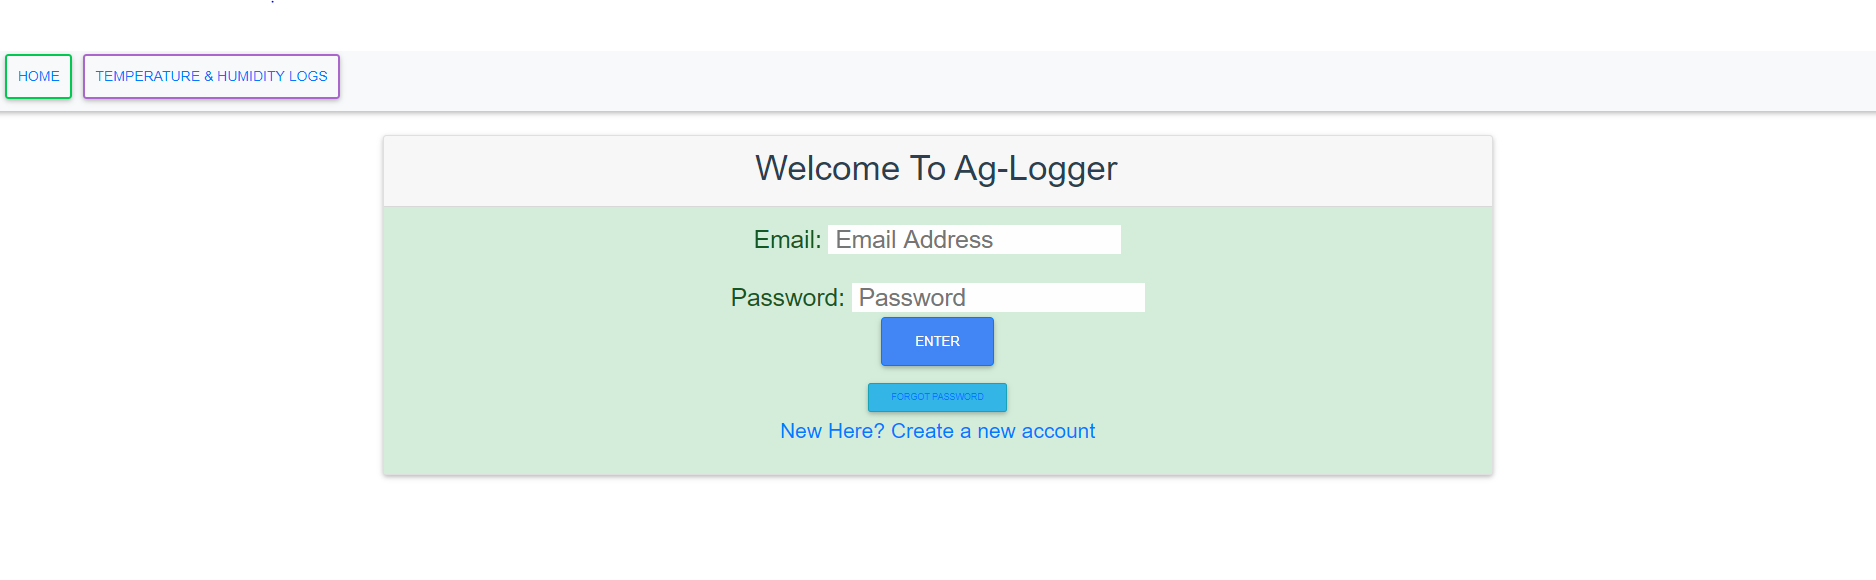 HOME TEMPERATURE & HUMIDITY LOGS
Welcome To Ag-Logger
Email: Email Address
Password: Password
ENTER
FORGOT PASSWORD
New Here? Create a new account